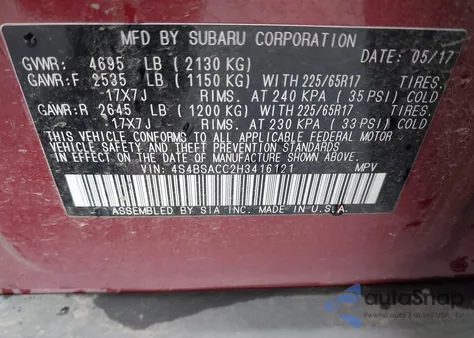 MFD BY SUBARU CORPORATION
GVWR: 4695 LB (2130 KG) DATE: 05/17
GAWR:F 2535 LB (1150 KG) WITH 225/65R17 TIRES.
-17X7J RIMS. AT 240 KPA (35 PSI) COLD
GAWR:R 2645 LB (1200 KG) WITH 225/65R17 TIRES.
-17X7J RIMS. AT 230 KPA (33 PSI) COLD
THIS VEHICLE CONFORMS TO ALL APPLICABLE FEDERAL MOTOR
VEHICLE SAFETY AND THEFT PREVENTION STANDARDS
IN EFFECT ON THE DATE OF MANUFACTURE SHOWN ABOVE.
VIN: 4S4BSACC2H3416121 MPV
ASSEMBLED BY SIA INC. MADE IN U.S.A.
autoSnap